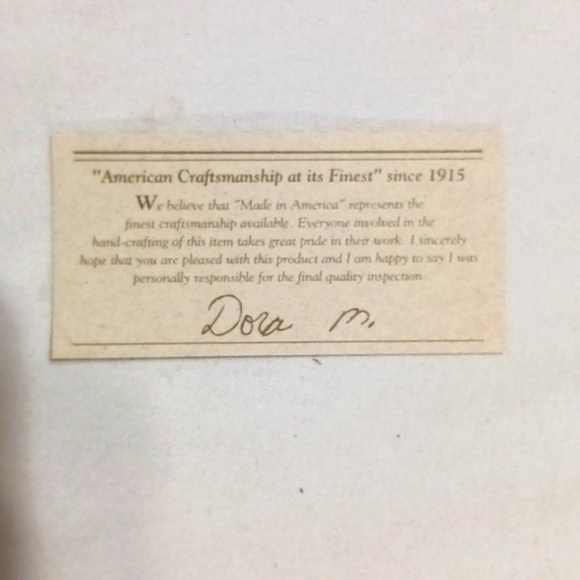 "American Craftsmanship at its Finest" since 1915
We believe that "Made in America" represents the
finest craftsmanship available. Everyone involved in the
hand-crafting of this item takes great pride in their work. I sincerely
hope that you are pleased with this product and I am happy to say I was
personally responsible for the final quality inspection.
Dora M.